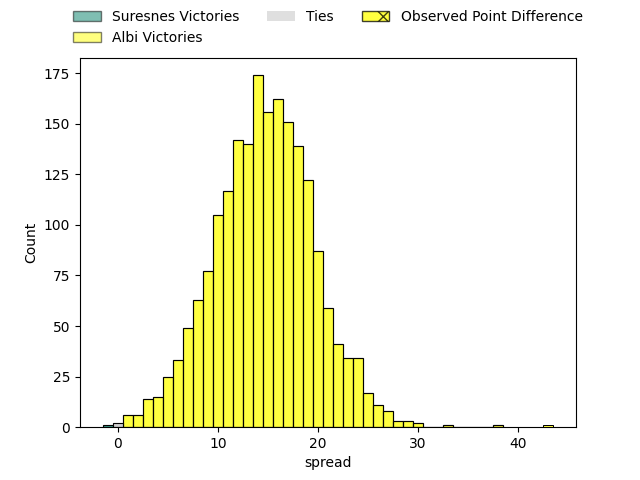 Suresnes Victories
Ties
Observed Point Difference
Albi Victories
175
150
125
100
75
50
25
0
Count
0
10
20
30
40
spread